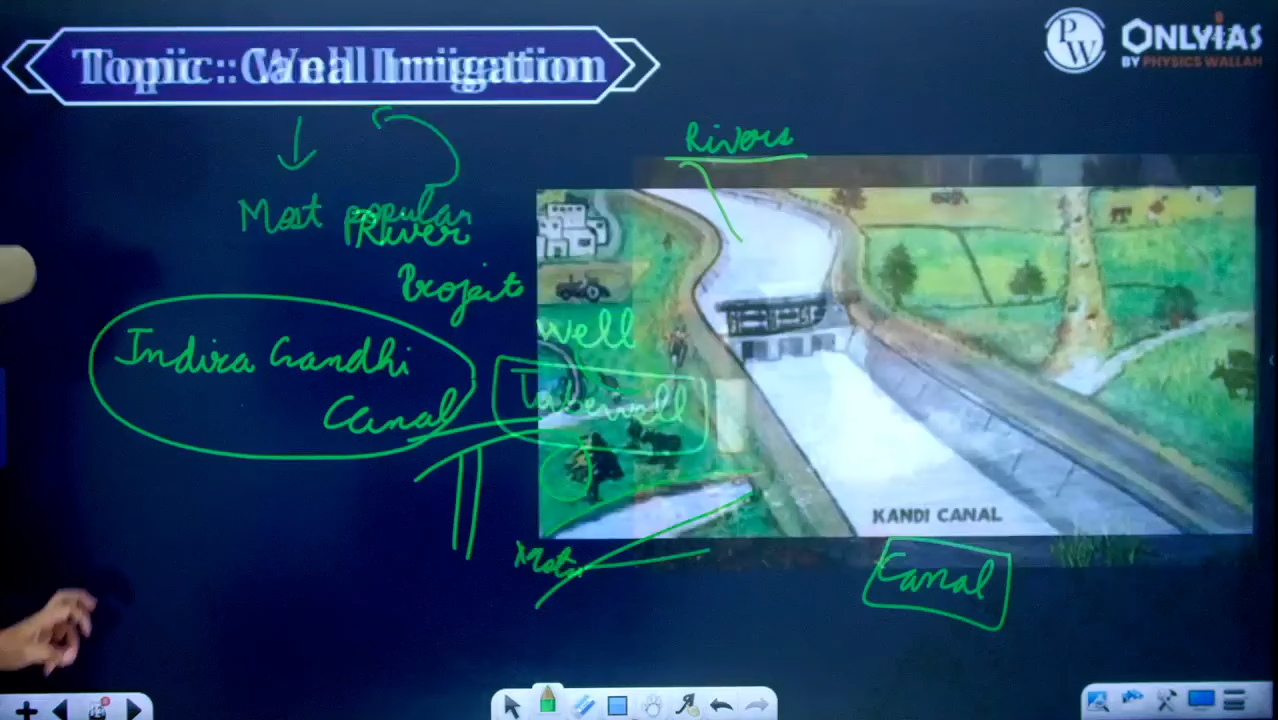 Topic : Canal Irrigation
Topic : Well Irrigation
PW
ONLYIAS
BY PHYSICS WALLAH
Rivers
Most popular
River
Project
Indira Gandhi
Canal
well
Tubewell
KANDI CANAL
Canal